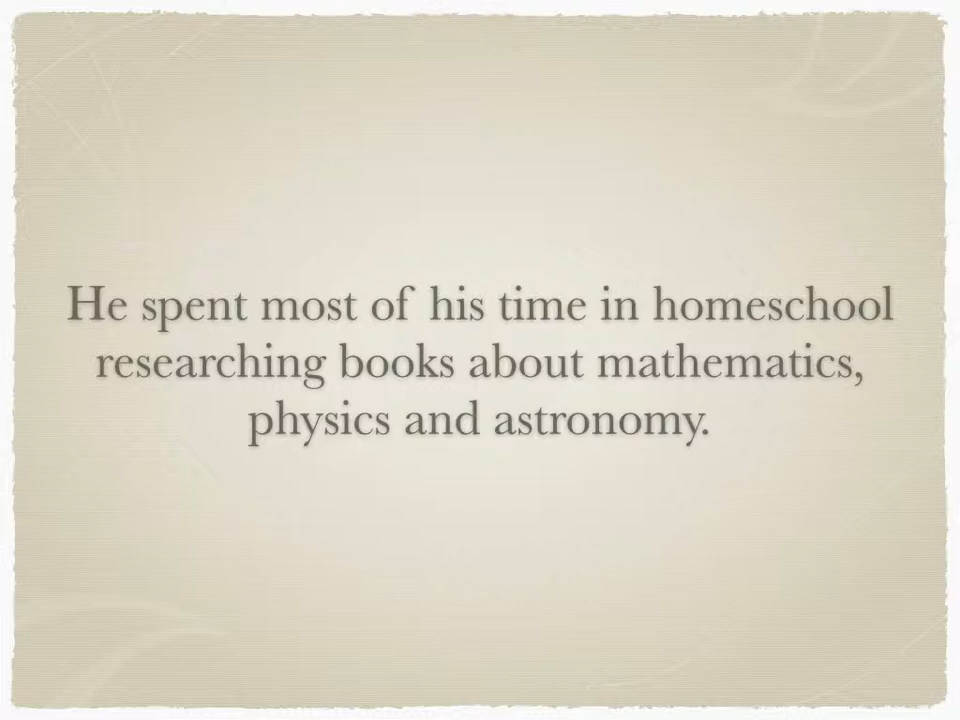 He spent most of his time in homeschool
researching books about mathematics,
physics and astronomy.